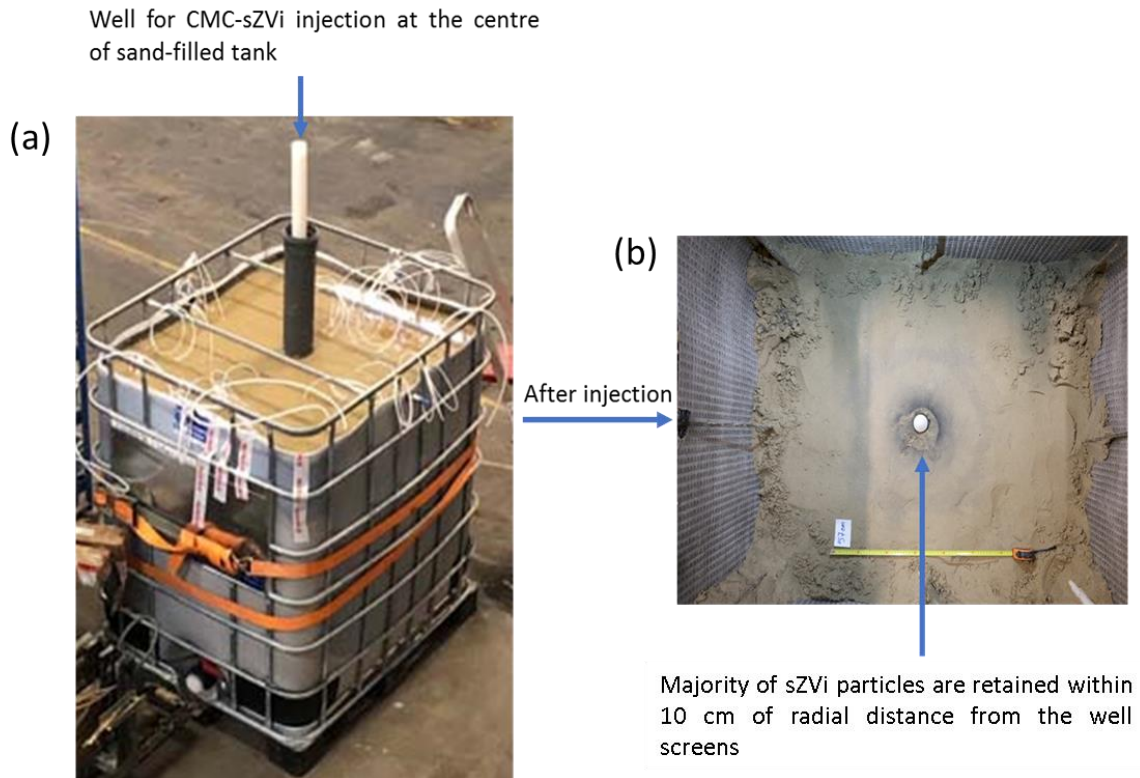 Well for CMC-sZVi injection at the centre
of sand-filled tank
(a)
(b)
After injection
57cm
Majority of sZVi particles are retained within
10 cm of radial distance from the well
screens